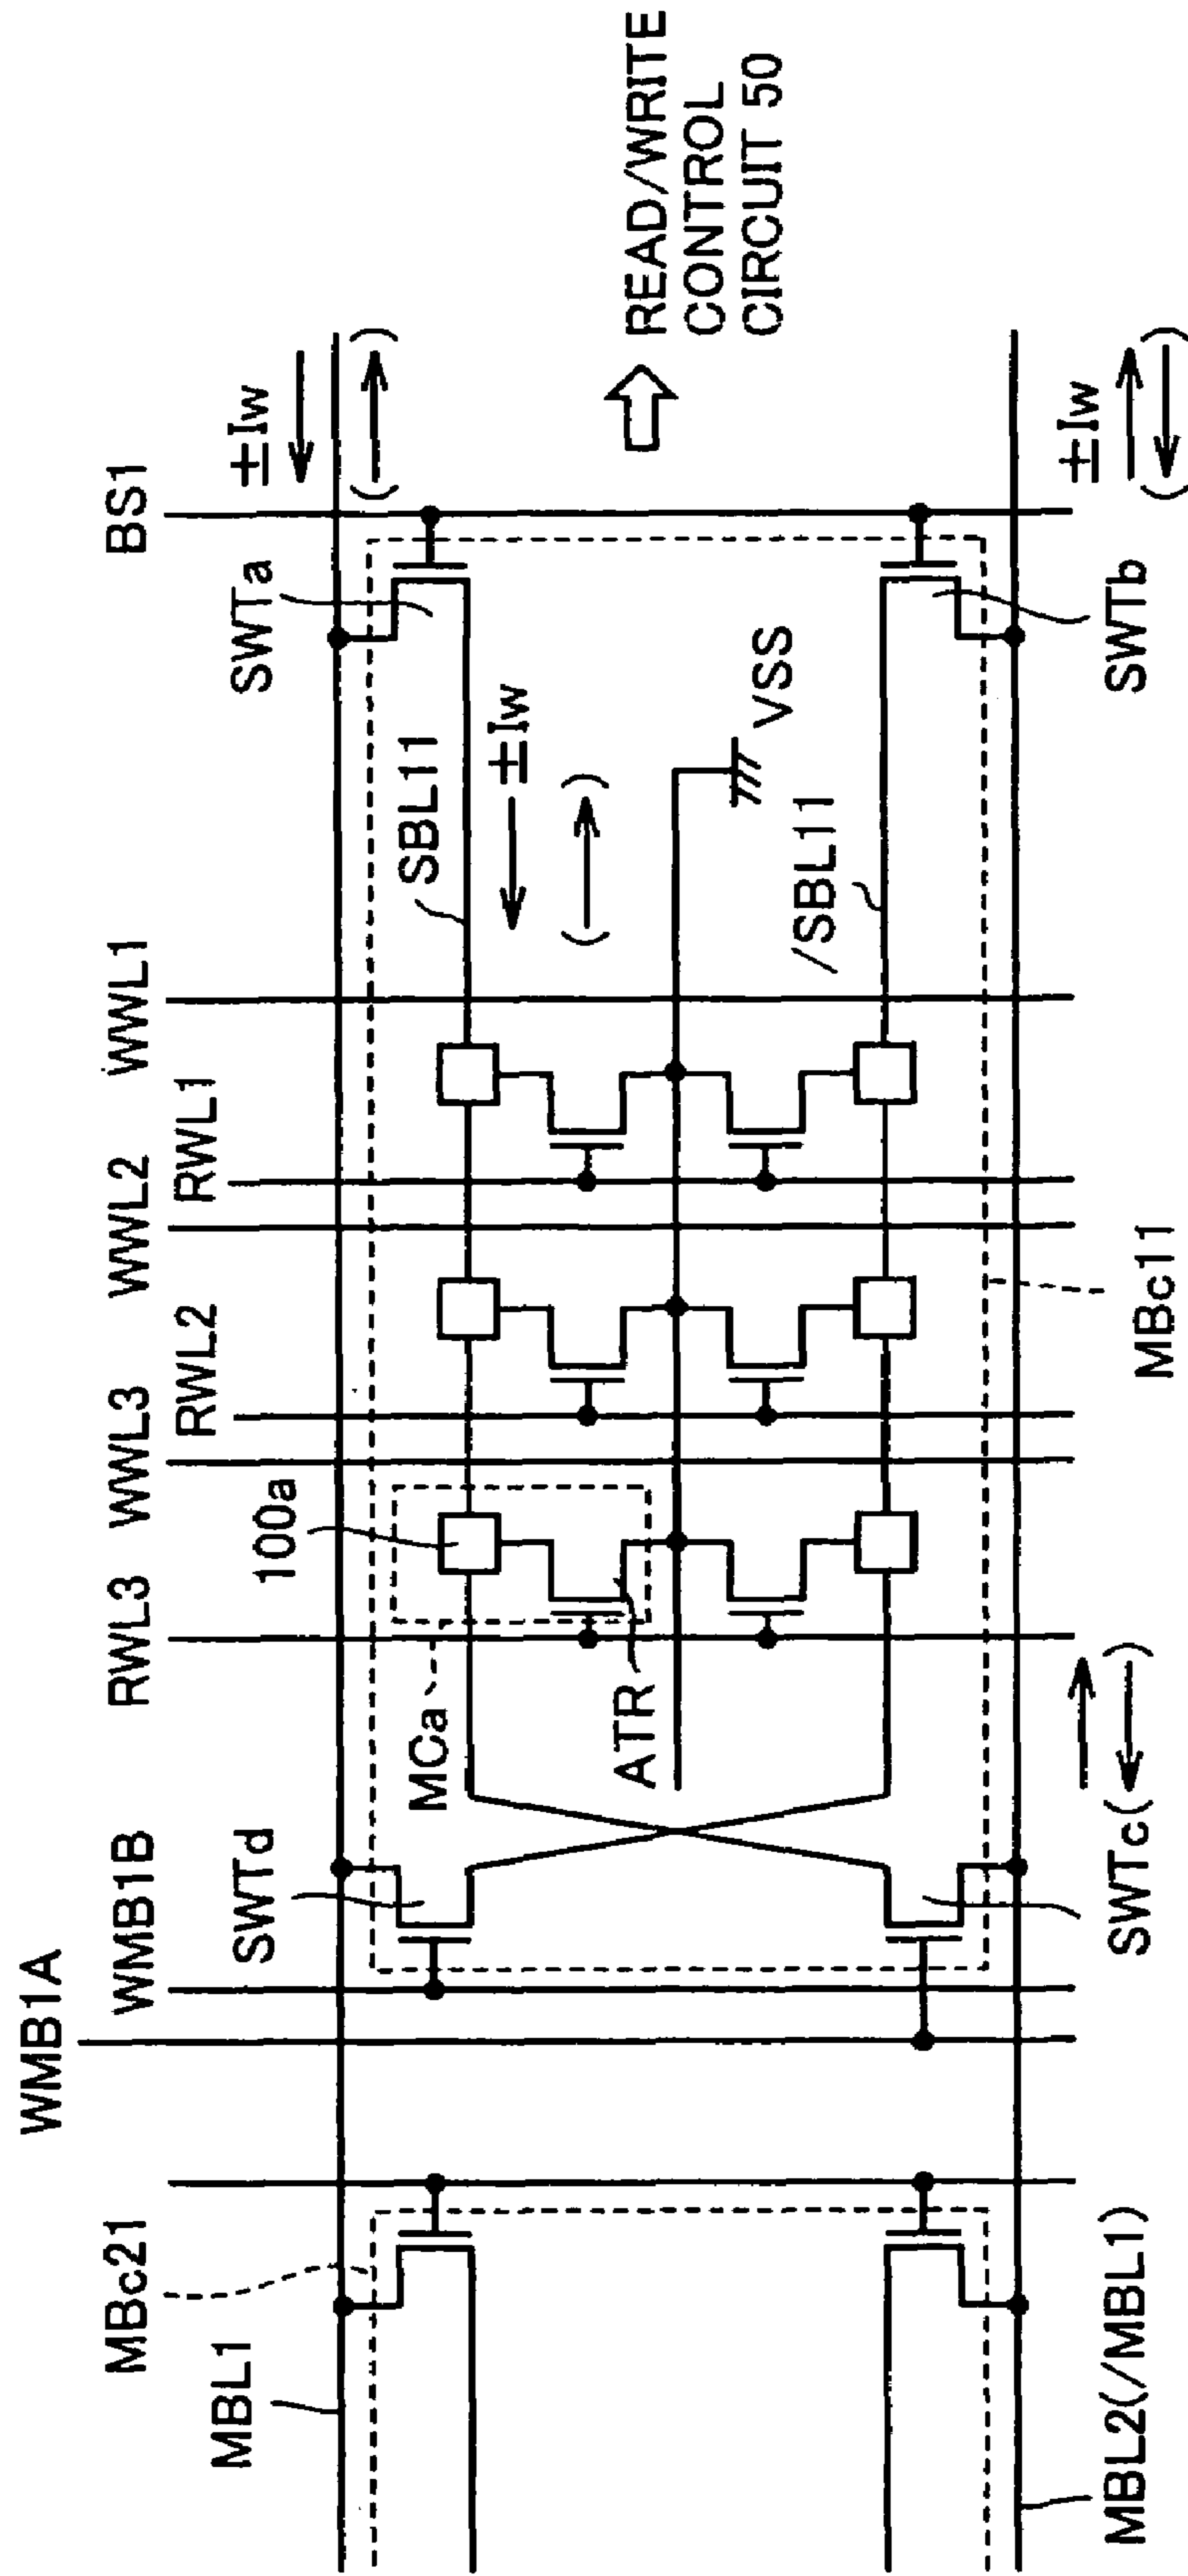 WMB1A
MBc21
WMB1B
RWL3
WWL3
WWL2
WWL1
BS1
MBL1
SWTd
100a
RWL2
RWL1
SWTa
±Iw
MCa
SBL11
±Iw
ATR
VSS
/SBL11
READ/WRITE
CONTROL
CIRCUIT 50
MBL2(/MBL1)
SWTc
MBc11
SWTb
±Iw